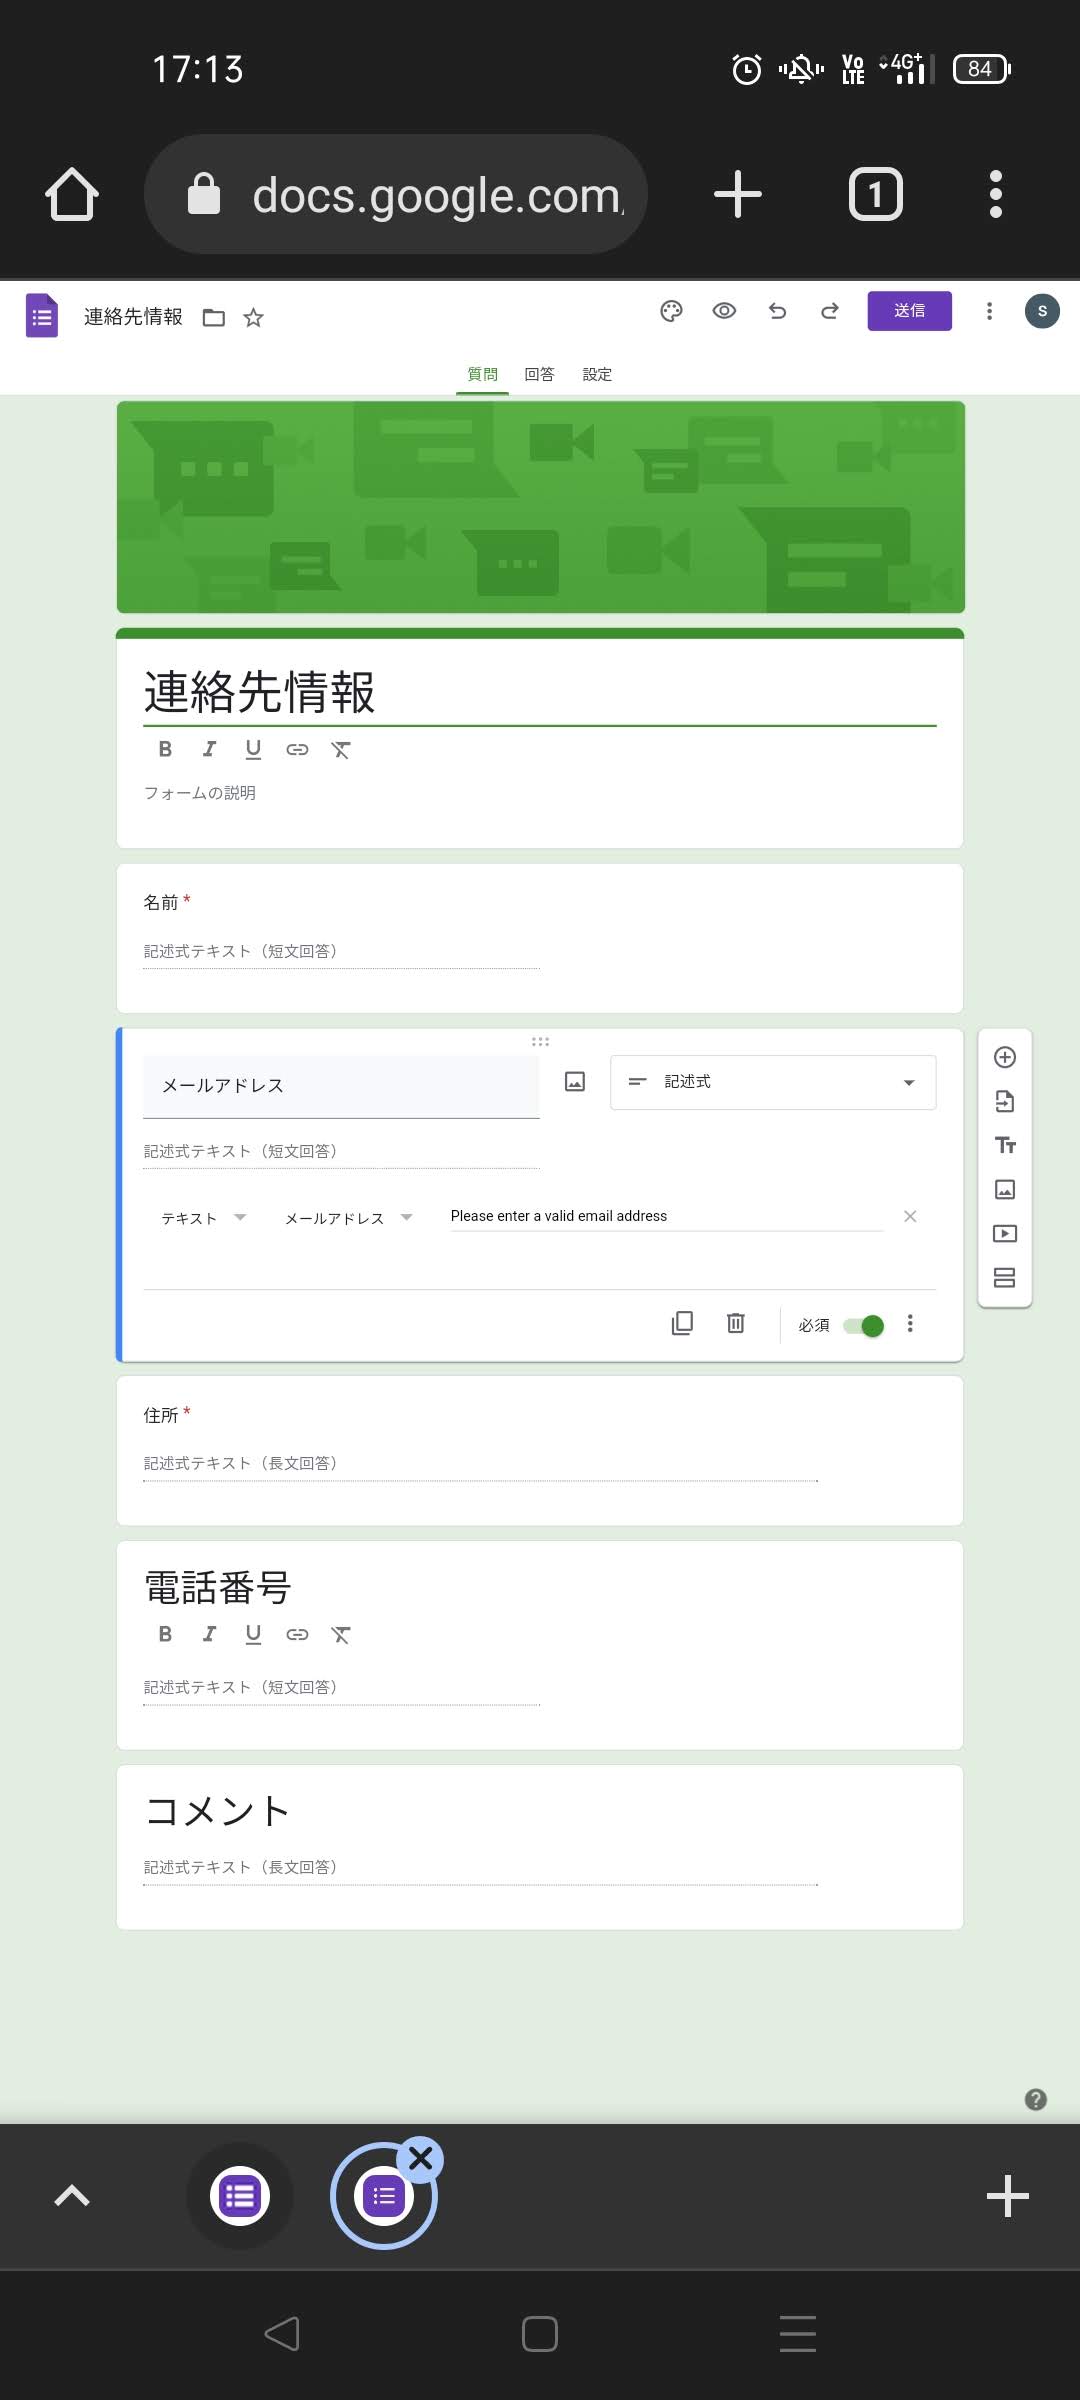 17:13
Vo LTE 4G+ 84
docs.google.com
1
連絡先情報
送信
S
質問 回答 設定
連絡先情報
B I U
フォームの説明
名前 *
記述式テキスト（短文回答）
メールアドレス
記述式
記述式テキスト（短文回答）
テキスト メールアドレス Please enter a valid email address
必須
住所 *
記述式テキスト（長文回答）
電話番号
B I U
記述式テキスト（短文回答）
コメント
記述式テキスト（長文回答）